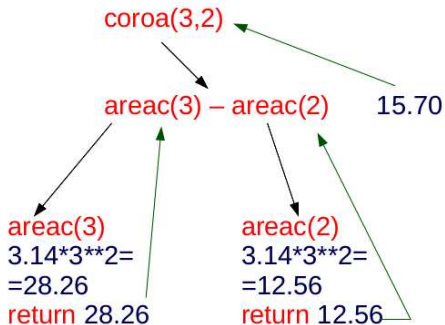 coroa(3,2)
areac(3) – areac(2)
15.70
areac(3)
3.14*3**2=
=28.26
return 28.26
areac(2)
3.14*3**2=
=12.56
return 12.56